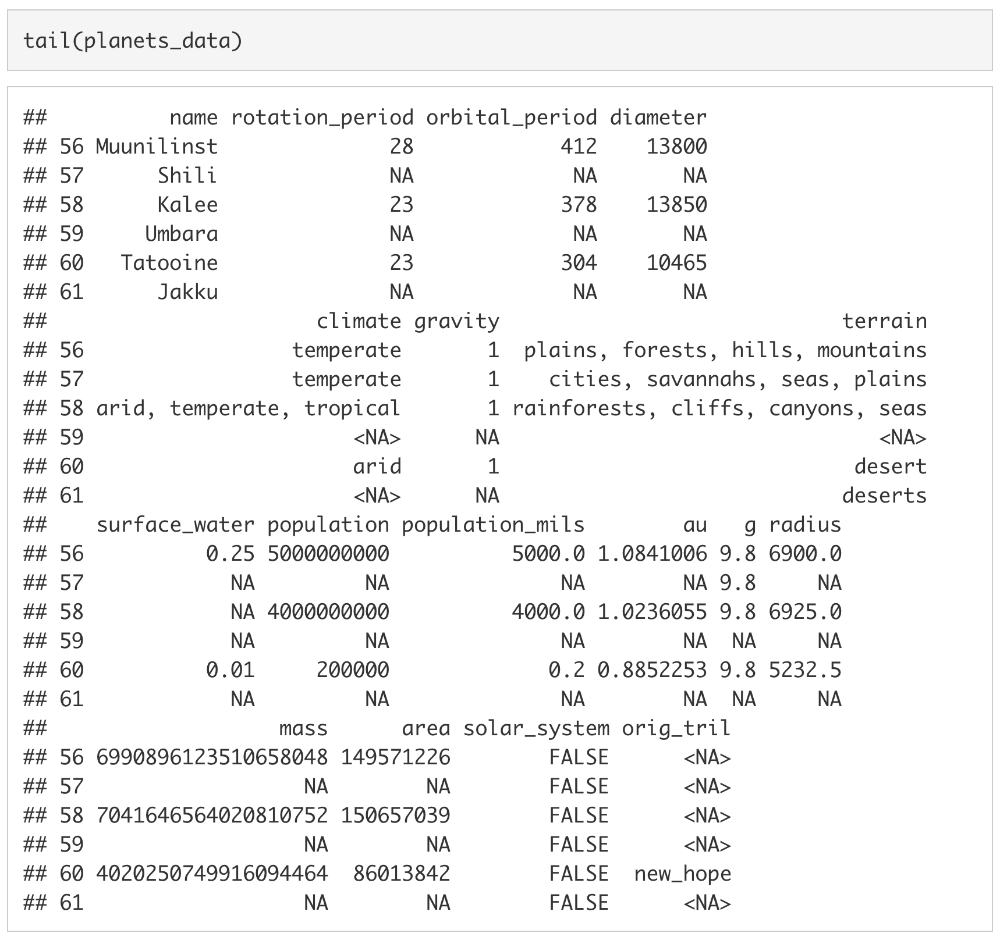 tail(planets_data)
##          name rotation_period orbital_period diameter
## 56 Muunilinst              28            412    13800
## 57      Shili              NA             NA       NA
## 58      Kalee              23            378    13850
## 59     Umbara              NA             NA       NA
## 60   Tatooine              23            304    10465
## 61      Jakku              NA             NA       NA
##                      climate gravity                            terrain
## 56                 temperate       1  plains, forests, hills, mountains
## 57                 temperate       1    cities, savannahs, seas, plains
## 58 arid, temperate, tropical       1 rainforests, cliffs, canyons, seas
## 59                      <NA>      NA                               <NA>
## 60                      arid       1                             desert
## 61                      <NA>      NA                            deserts
##    surface_water population population_mils        au   g radius
## 56          0.25 5000000000          5000.0 1.0841006 9.8 6900.0
## 57            NA         NA              NA        NA 9.8     NA
## 58            NA 4000000000          4000.0 1.0236055 9.8 6925.0
## 59            NA         NA              NA        NA  NA     NA
## 60          0.01     200000             0.2 0.8852253 9.8 5232.5
## 61            NA         NA              NA        NA  NA     NA
##                   mass      area solar_system orig_tril
## 56 6990896123510658048 149571226        FALSE      <NA>
## 57                  NA        NA        FALSE      <NA>
## 58 7041646564020810752 150657039        FALSE      <NA>
## 59                  NA        NA        FALSE      <NA>
## 60 4020250749916094464  86013842        FALSE  new_hope
## 61                  NA        NA        FALSE      <NA>